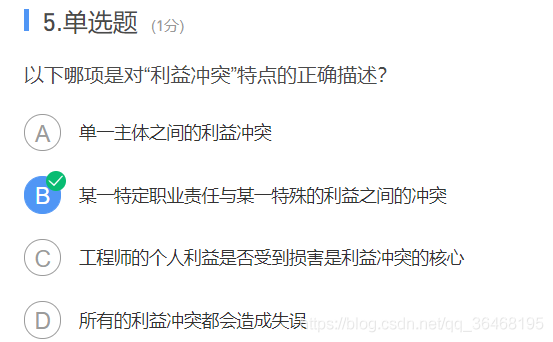 5.单选题 (1分)
以下哪项是对“利益冲突”特点的正确描述？
A 单一主体之间的利益冲突
B 某一特定职业责任与某一特殊的利益之间的冲突
C 工程师的个人利益是否受到损害是利益冲突的核心
D 所有的利益冲突都会造成失误
https://blog.csdn.net/qq_36468195